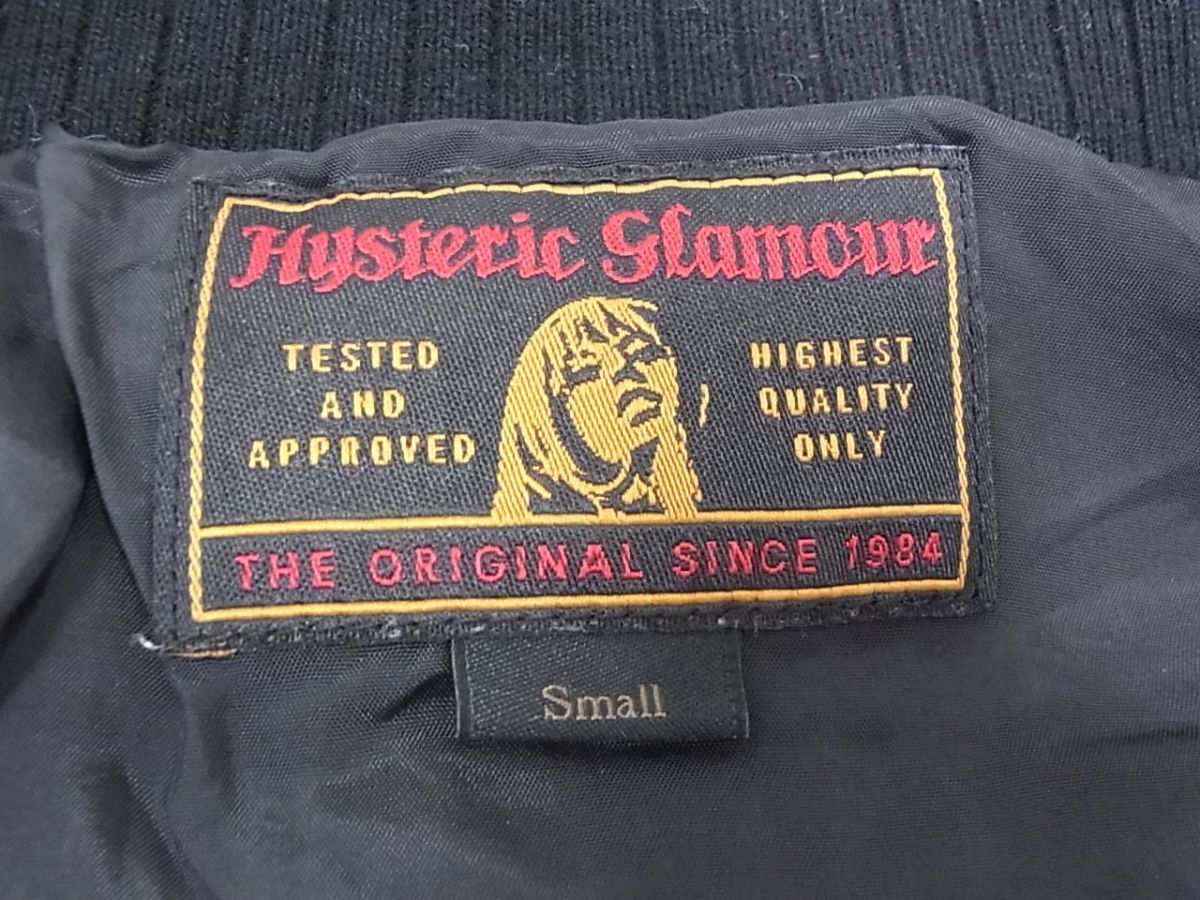 Hysteric Glamour
TESTED
AND
APPROVED
HIGHEST
QUALITY
ONLY
THE ORIGINAL SINCE 1984
Small